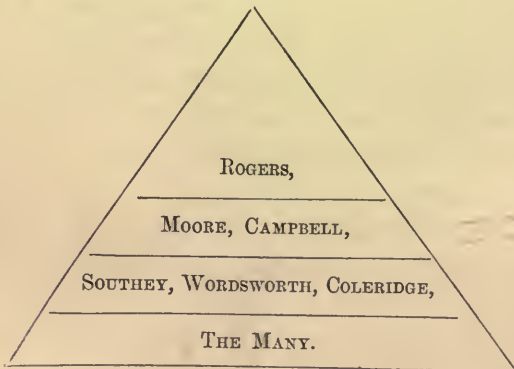 Rogers,
Moore, Campbell,
Southey, Wordsworth, Coleridge,
The Many.